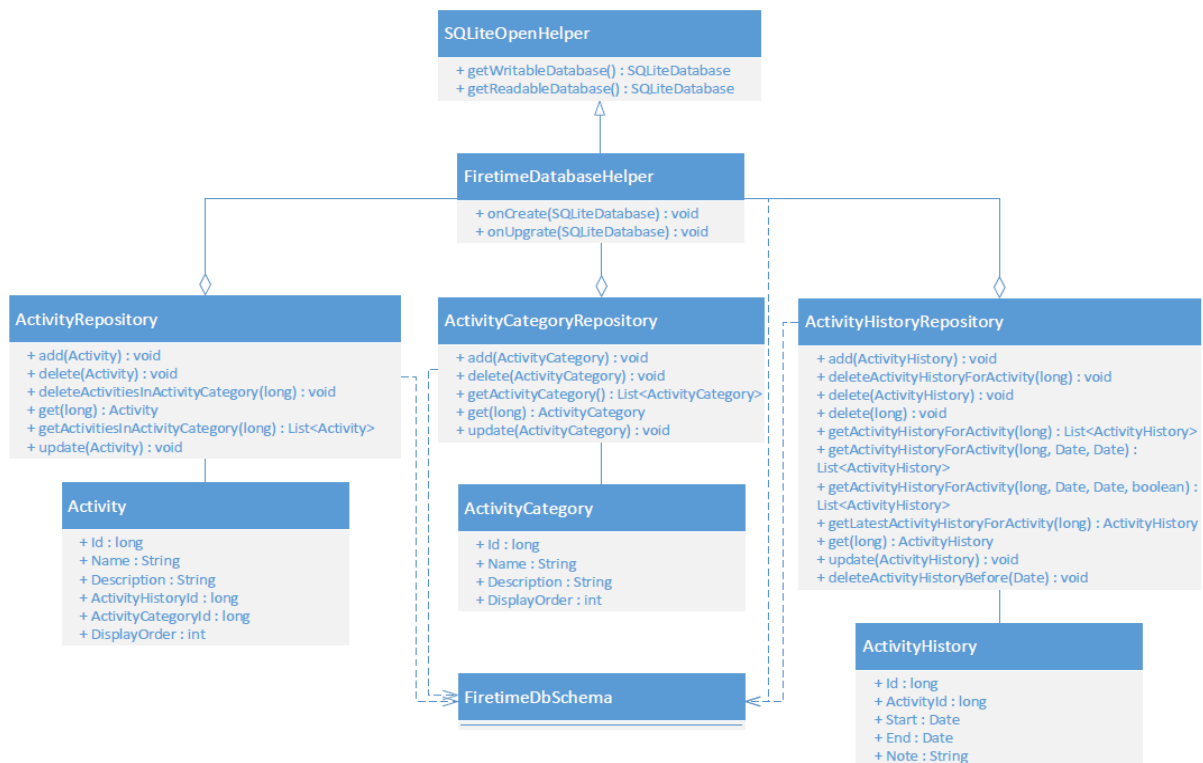 SQLiteOpenHelper
+ getWritableDatabase() : SQLiteDatabase
+ getReadableDatabase() : SQLiteDatabase
FiretimeDatabaseHelper
+ onCreate(SQLiteDatabase) : void
+ onUpgrate(SQLiteDatabase) : void
ActivityRepository
+ add(Activity) : void
+ delete(Activity) : void
+ deleteActivitiesInActivityCategory(long) : void
+ get(long) : Activity
+ getActivitiesInActivityCategory(long) : List<Activity>
+ update(Activity) : void
ActivityCategoryRepository
+ add(ActivityCategory) : void
+ delete(ActivityCategory) : void
+ getActivityCategory() : List<ActivityCategory>
+ get(long) : ActivityCategory
+ update(ActivityCategory) : void
ActivityHistoryRepository
+ add(ActivityHistory) : void
+ deleteActivityHistoryForActivity(long) : void
+ delete(ActivityHistory) : void
+ delete(long) : void
+ getActivityHistoryForActivity(long) : List<ActivityHistory>
+ getActivityHistoryForActivity(long, Date, Date) :
List<ActivityHistory>
+ getActivityHistoryForActivity(long, Date, Date, boolean) :
List<ActivityHistory>
+ getLatestActivityHistoryForActivity(long) : ActivityHistory
+ get(long) : ActivityHistory
+ update(ActivityHistory) : void
+ deleteActivityHistoryBefore(Date) : void
Activity
+ Id : long
+ Name : String
+ Description : String
+ ActivityHistoryId : long
+ ActivityCategoryId : long
+ DisplayOrder : int
ActivityCategory
+ Id : long
+ Name : String
+ Description : String
+ DisplayOrder : int
ActivityHistory
+ Id : long
+ ActivityId : long
+ Start : Date
+ End : Date
+ Note : String
FiretimeDbSchema